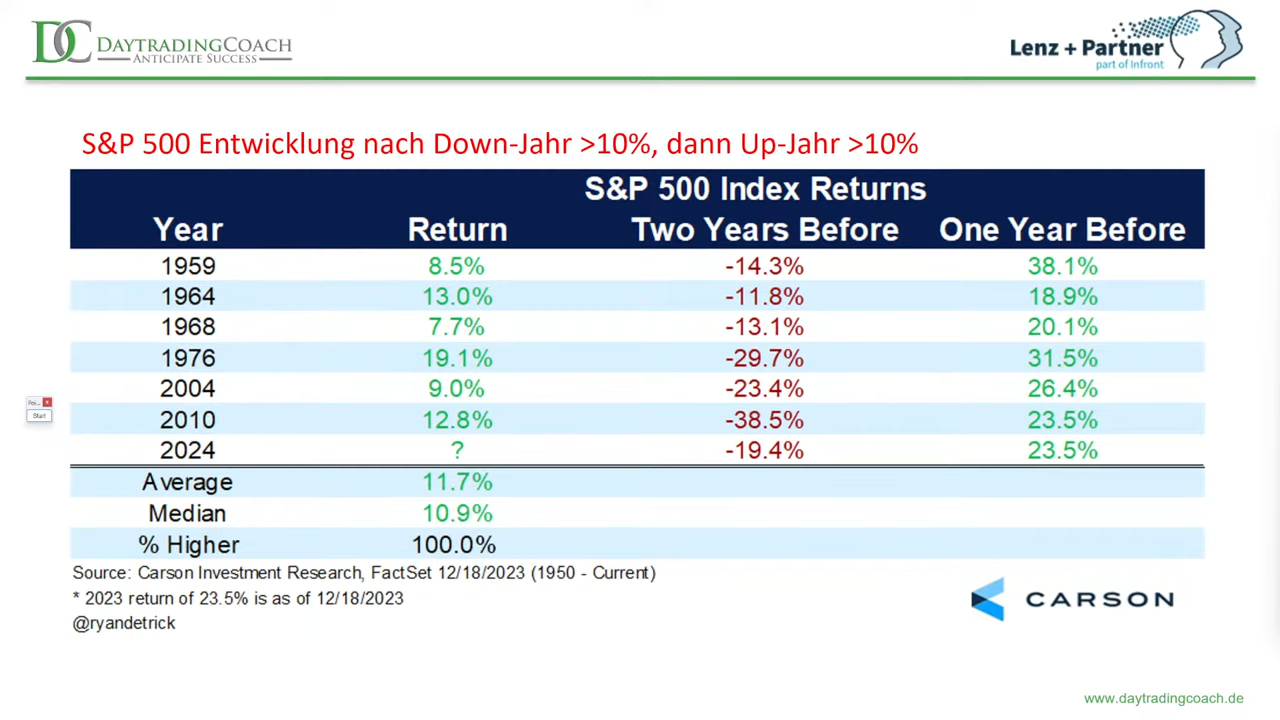 DC DAYTRADINGCOACH
ANTICIPATE SUCCESS
Lenz + Partner
part of Infront
S&P 500 Entwicklung nach Down-Jahr >10%, dann Up-Jahr >10%
S&P 500 Index Returns
Year Return Two Years Before One Year Before
1959 8.5% -14.3% 38.1%
1964 13.0% -11.8% 18.9%
1968 7.7% -13.1% 20.1%
1976 19.1% -29.7% 31.5%
2004 9.0% -23.4% 26.4%
2010 12.8% -38.5% 23.5%
2024 ? -19.4% 23.5%
Average 11.7%
Median 10.9%
% Higher 100.0%
Start
Source: Carson Investment Research, FactSet 12/18/2023 (1950 - Current)
* 2023 return of 23.5% is as of 12/18/2023
@ryandetrick
CARSON
www.daytradingcoach.de